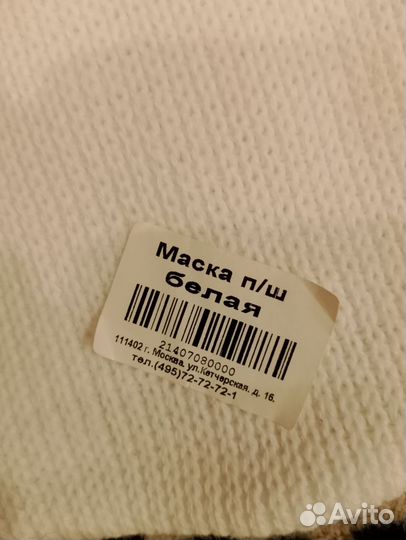 Маска п/ш
белая
21407080000
111402 г. Москва, ул.Кетчерская, д. 16.
тел.(495)72-72-72-1
Avito